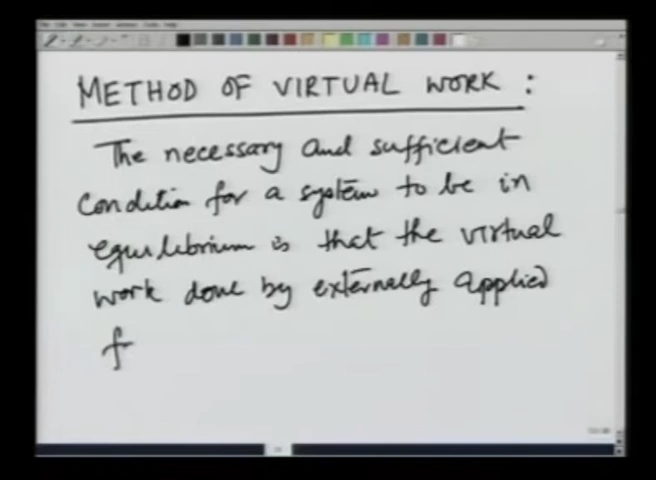 METHOD OF VIRTUAL WORK :
The necessary and sufficient
condition for a system to be in
equilibrium is that the virtual
work done by externally applied
f